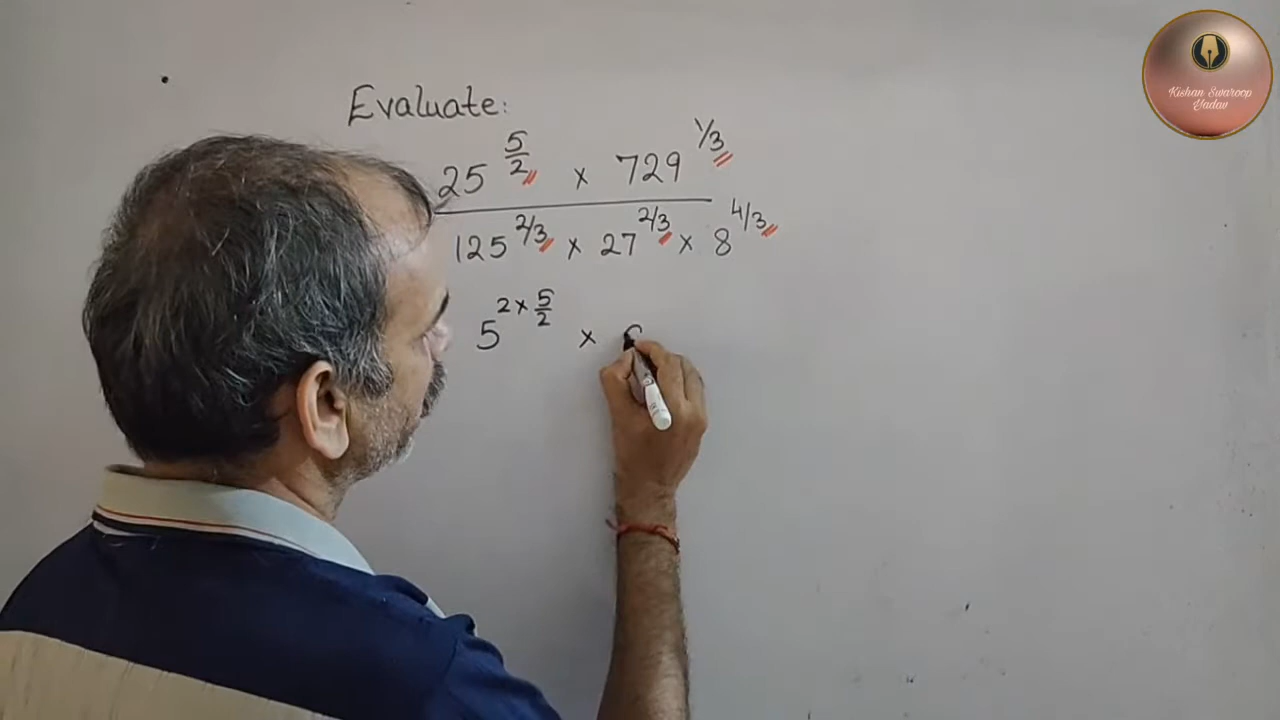 Kishan Swaroop
Yadav
Evaluate:
25^(5/2) × 729^(1/3)
125^(2/3) × 27^(2/3) × 8^(4/3)
5^(2×5/2) ×